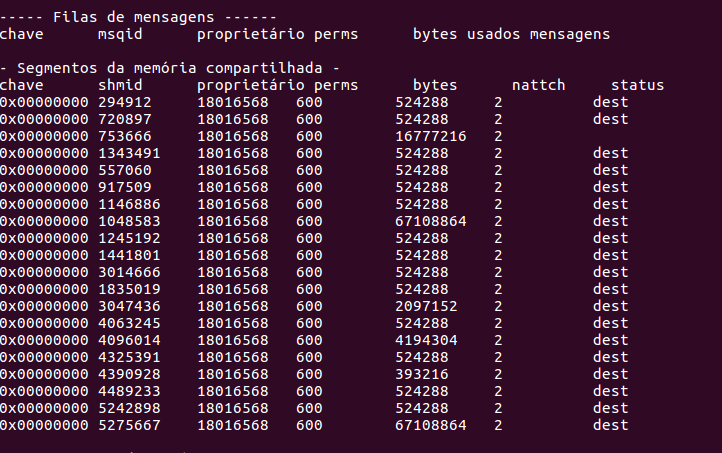 ----- Filas de mensagens ------
chave msqid proprietário perms bytes usados mensagens
- Segmentos da memória compartilhada -
chave shmid proprietário perms bytes nattch status
0x00000000 294912 18016568 600 524288 2 dest
0x00000000 720897 18016568 600 524288 2 dest
0x00000000 753666 18016568 600 16777216 2
0x00000000 1343491 18016568 600 524288 2 dest
0x00000000 557060 18016568 600 524288 2 dest
0x00000000 917509 18016568 600 524288 2 dest
0x00000000 1146886 18016568 600 524288 2 dest
0x00000000 1048583 18016568 600 67108864 2 dest
0x00000000 1245192 18016568 600 524288 2 dest
0x00000000 1441801 18016568 600 524288 2 dest
0x00000000 3014666 18016568 600 524288 2 dest
0x00000000 1835019 18016568 600 524288 2 dest
0x00000000 3047436 18016568 600 2097152 2 dest
0x00000000 4063245 18016568 600 524288 2 dest
0x00000000 4096014 18016568 600 4194304 2 dest
0x00000000 4325391 18016568 600 524288 2 dest
0x00000000 4390928 18016568 600 393216 2 dest
0x00000000 4489233 18016568 600 524288 2 dest
0x00000000 5242898 18016568 600 524288 2 dest
0x00000000 5275667 18016568 600 67108864 2 dest